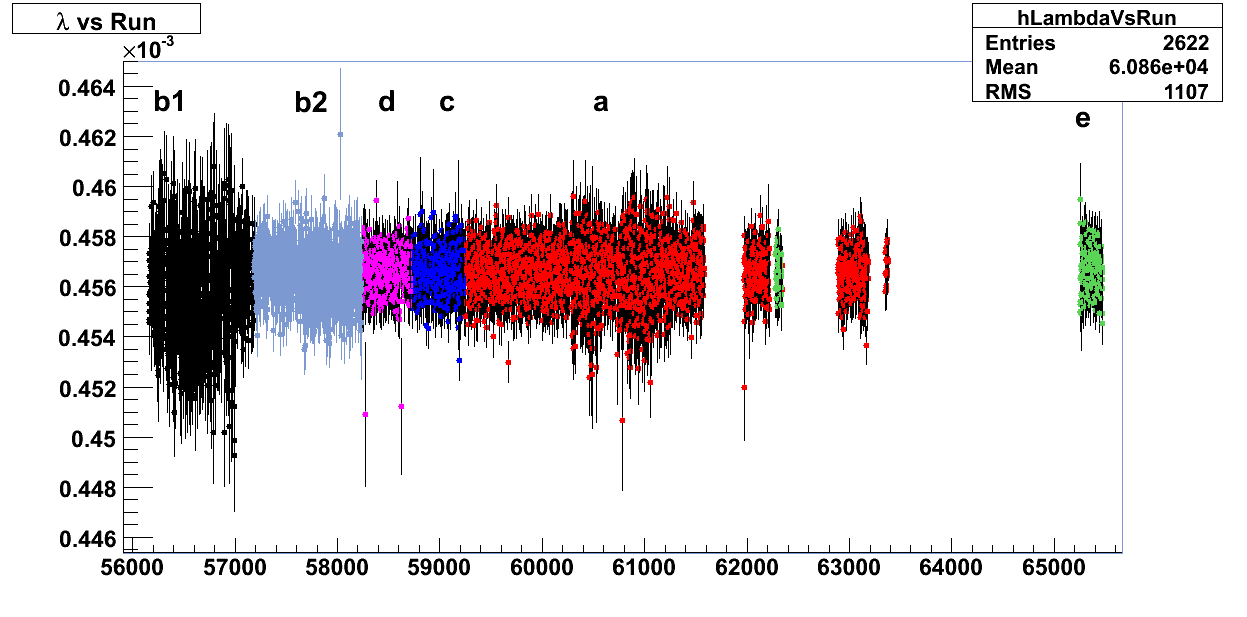 λ vs Run
×10⁻³
hLambdaVsRun
Entries 2622
Mean 6.086e+04
RMS 1107
b1 b2 d c a e
0.464
0.462
0.46
0.458
0.456
0.454
0.452
0.45
0.448
0.446
56000 57000 58000 59000 60000 61000 62000 63000 64000 65000